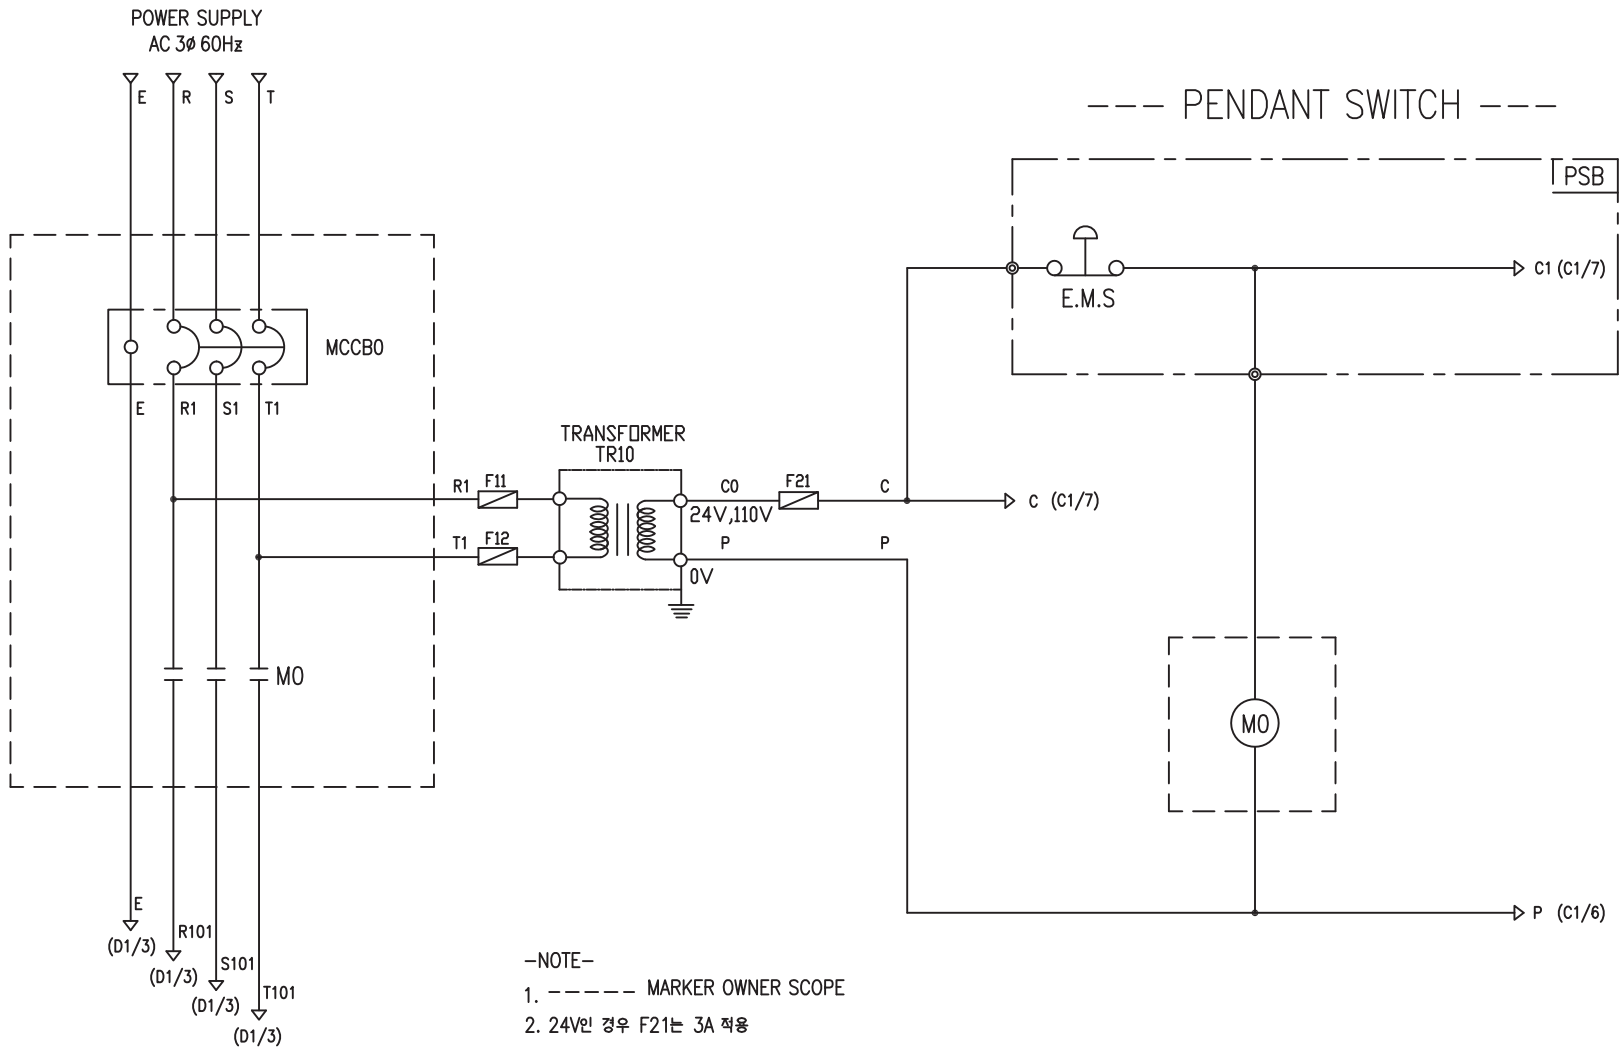 POWER SUPPLY
AC 3ø 60Hz
E
R
S
T
PENDANT SWITCH
PSB
E.M.S
C1 (C1/7)
MCCB0
E
R1
S1
T1
TRANSFORMER
TR10
R1
F11
C0
F21
C
24V,110V
C (C1/7)
T1
F12
P
P
0V
M0
M0
E
(D1/3)
R101
(D1/3)
S101
(D1/3)
T101
(D1/3)
P (C1/6)
-NOTE-
1. ------ MARKER OWNER SCOPE
2. 24V인 경우 F21는 3A 적용